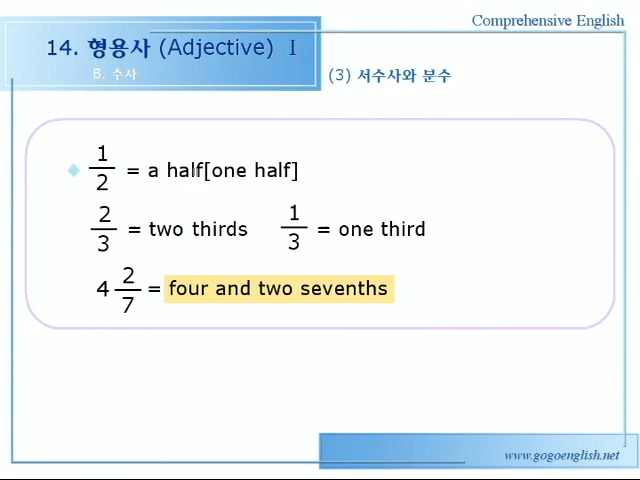 Comprehensive English
14. 형용사 (Adjective) Ⅰ
B. 수사
(3) 서수사와 분수
1/2 = a half[one half]
2/3 = two thirds 1/3 = one third
4 2/7 = four and two sevenths
www.gogoenglish.net